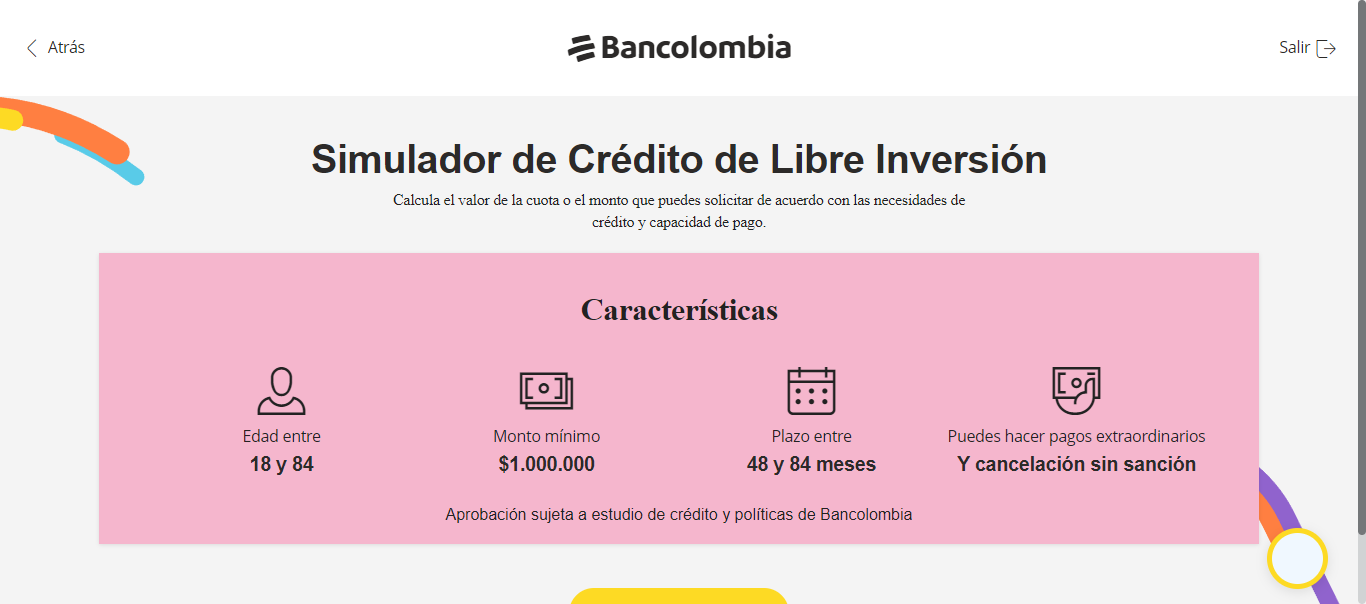 Atrás
Bancolombia
Salir
Simulador de Crédito de Libre Inversión
Calcula el valor de la cuota o el monto que puedes solicitar de acuerdo con las necesidades de
crédito y capacidad de pago.
Características
Edad entre
18 y 84
Monto mínimo
$1.000.000
Plazo entre
48 y 84 meses
Puedes hacer pagos extraordinarios
Y cancelación sin sanción
Aprobación sujeta a estudio de crédito y políticas de Bancolombia